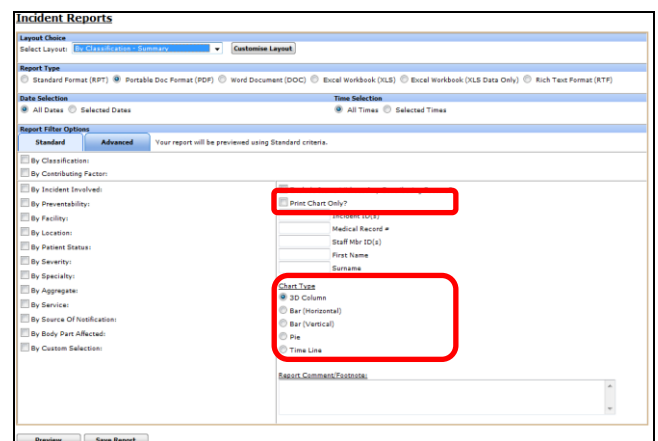 Incident Reports
Layout Choice
Select Layout: By Classification - Summary Customise Layout
Report Type
Standard Format (RPT) Portable Doc Format (PDF) Word Document (DOC) Excel Workbook (XLS) Excel Workbook (XLS Data Only) Rich Text Format (RTF)
Date Selection Time Selection
All Dates Selected Dates All Times Selected Times
Report Filter Options
Standard Advanced Your report will be previewed using Standard criteria.
By Classification:
By Contributing Factor:
By Incident Involved:
By Preventability:
By Facility:
By Location:
By Patient Status:
By Severity:
By Specialty:
By Aggregate:
By Service:
By Source Of Notification:
By Body Part Affected:
By Custom Selection:
Print Chart Only?
Incident ID(s)
Medical Record #
Staff Mbr ID(s)
First Name
Surname
Chart Type
3D Column
Bar (Horizontal)
Bar (Vertical)
Pie
Time Line
Report Comment/Footnote:
Preview Save Report